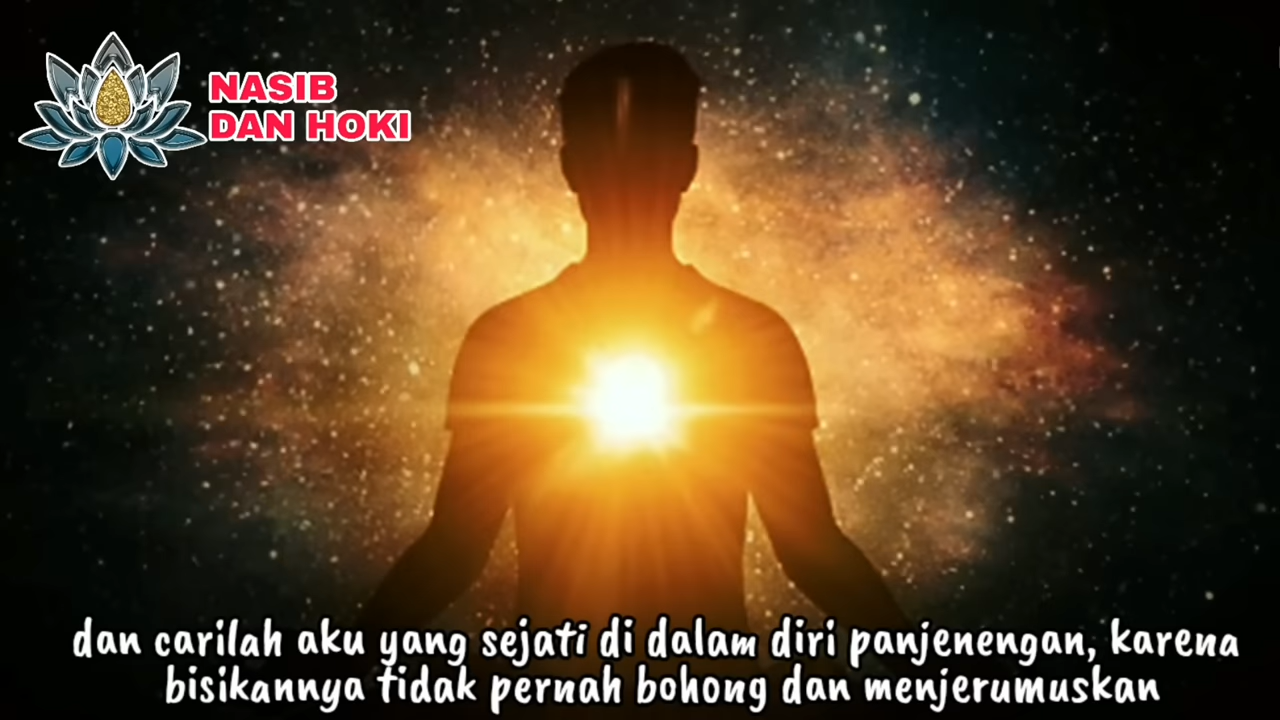 NASIB
DAN HOKI
dan carilah aku yang sejati di dalam diri panjenengan, karena
bisikannya tidak pernah bohong dan menjerumuskan